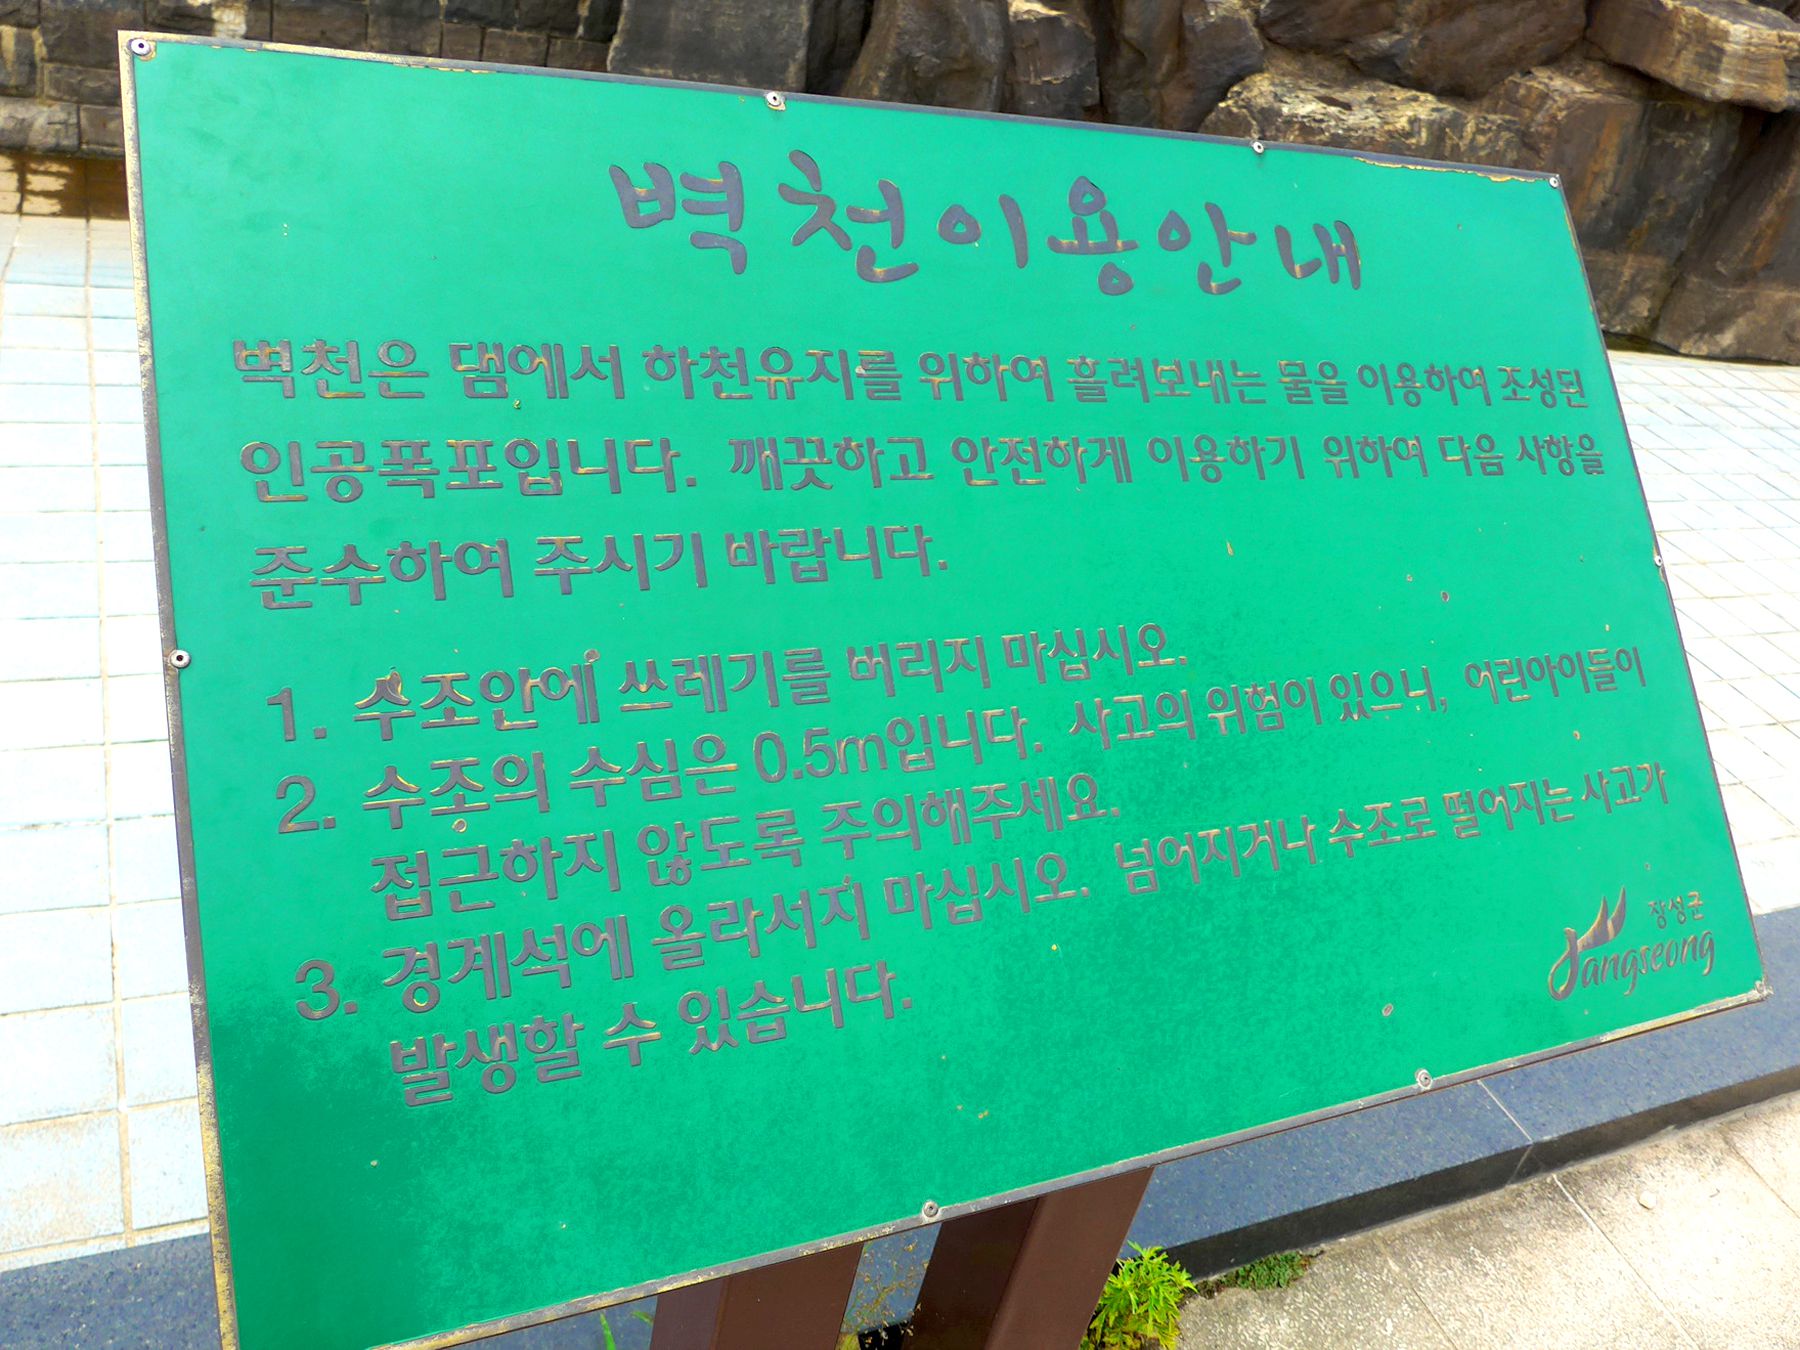 벽천이용안내
벽천은 댐에서 하천유지를 위하여 흘려보내는 물을 이용하여 조성된
인공폭포입니다. 깨끗하고 안전하게 이용하기 위하여 다음 사항을
준수하여 주시기 바랍니다.
1. 수조안에 쓰레기를 버리지 마십시오.
2. 수조의 수심은 0.5m입니다. 사고의 위험이 있으니, 어린아이들이
접근하지 않도록 주의해주세요.
3. 경계석에 올라서지 마십시오. 넘어지거나 수조로 떨어지는 사고가
발생할 수 있습니다.
장성군
Jangseong